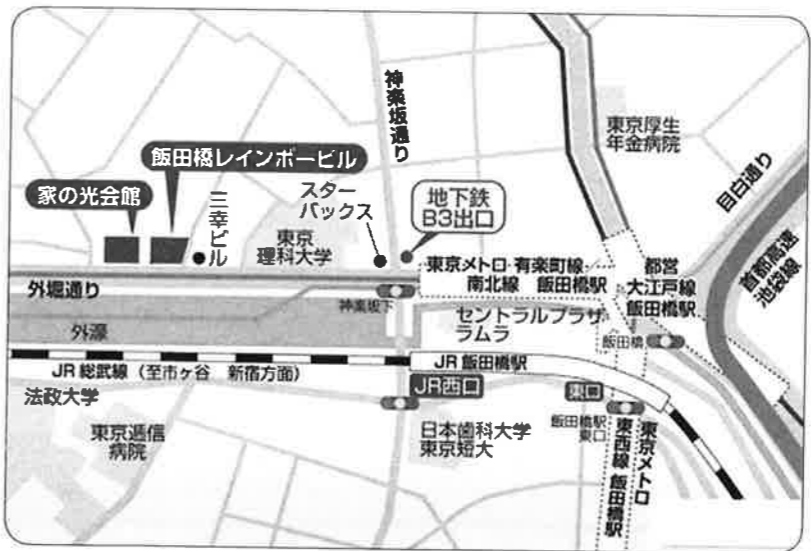 神楽坂通り
東京厚生
年金病院
目白通り
飯田橋レインボービル
家の光会館
三幸ビル
スター
バックス
地下鉄
B3出口
東京
理科大学
首都高速
池袋線
東京メトロ・有楽町線・
南北線 飯田橋駅
都営
大江戸線
飯田橋駅
外堀通り
神楽坂下
セントラルプラザ
ラムラ
飯田橋
外濠
JR 総武線（至市ヶ谷 新宿方面）
JR 飯田橋駅
法政大学
JR西口
東口
東京逓信
病院
日本歯科大学
東京短大
飯田橋駅
東口
東京メトロ
東西線 飯田橋駅